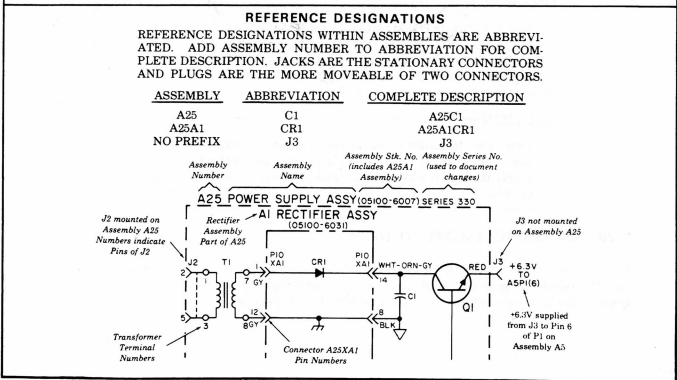 REFERENCE DESIGNATIONS
REFERENCE DESIGNATIONS WITHIN ASSEMBLIES ARE ABBREVI-
ATED. ADD ASSEMBLY NUMBER TO ABBREVIATION FOR COM-
PLETE DESCRIPTION. JACKS ARE THE STATIONARY CONNECTORS
AND PLUGS ARE THE MORE MOVEABLE OF TWO CONNECTORS.
ASSEMBLY ABBREVIATION COMPLETE DESCRIPTION
A25 C1 A25C1
A25A1 CR1 A25A1CR1
NO PREFIX J3 J3
Assembly Number
Assembly Name
Assembly Stk. No. (includes A25A1 Assembly)
Assembly Series No. (used to document changes)
A25 POWER SUPPLY ASSY (05100-6007) SERIES 330
J2 mounted on Assembly A25
Numbers indicate Pins of J2
Rectifier Assembly Part of A25
A1 RECTIFIER ASSY
(05100-6031)
J3 not mounted on Assembly A25
J2
T1
P10
XA1
CR1
P10
XA1
WHT-ORN-GY
RED
J3
+6.3V
TO
A5P1(6)
2
1
7
1
GY
14
C1
Q1
5
3
8
12
GY
8
BLK
+6.3V supplied from J3 to Pin 6 of P1 on Assembly A5
Transformer Terminal Numbers
Connector A25XA1 Pin Numbers